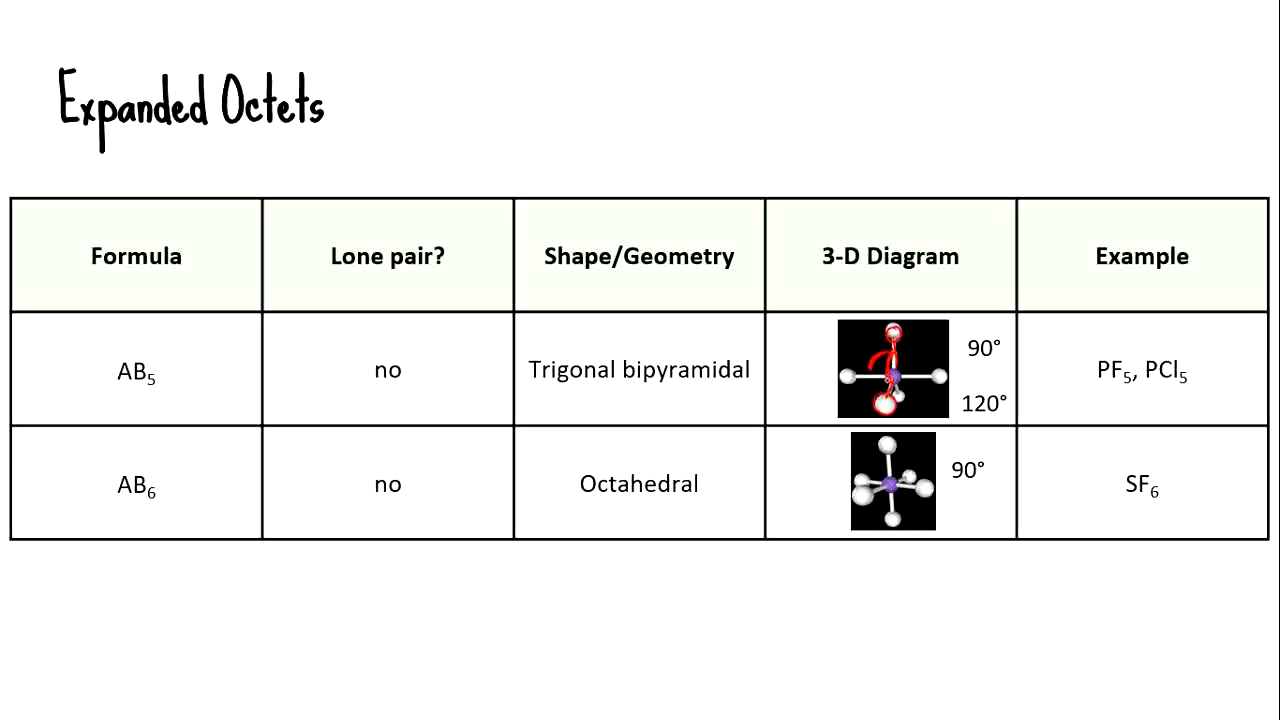 Expanded Octets
Formula Lone pair? Shape/Geometry 3-D Diagram Example
AB₅ no Trigonal bipyramidal 90° 120° PF₅, PCl₅
AB₆ no Octahedral 90° SF₆